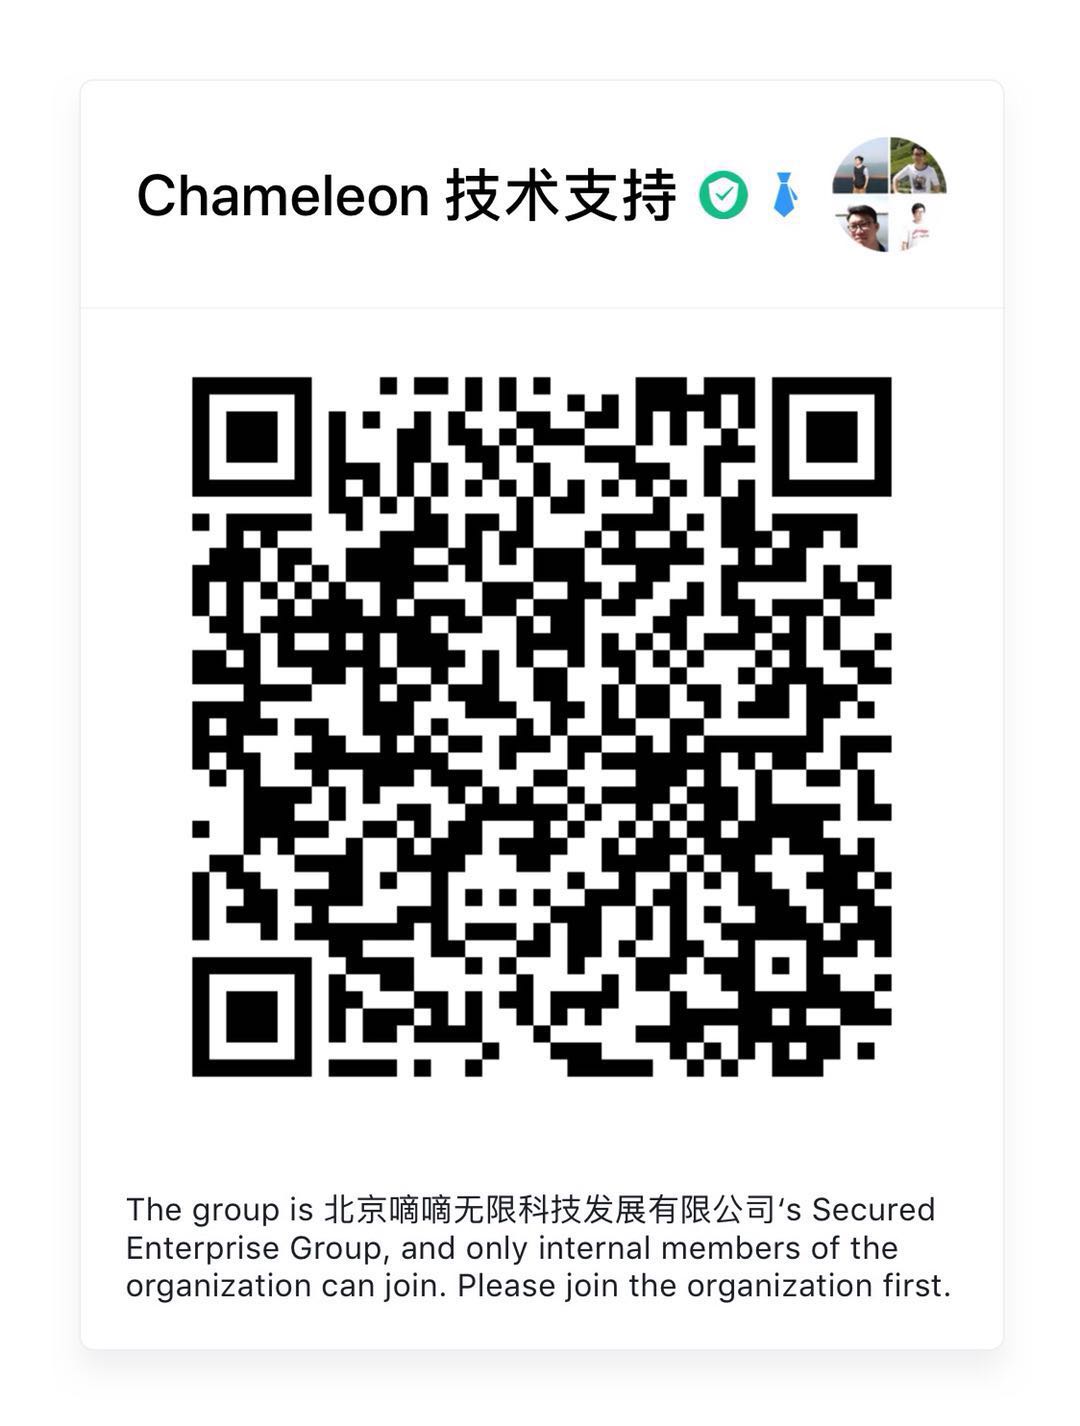 Chameleon 技术支持
The group is 北京嘀嘀无限科技发展有限公司‘s Secured
Enterprise Group, and only internal members of the
organization can join. Please join the organization first.